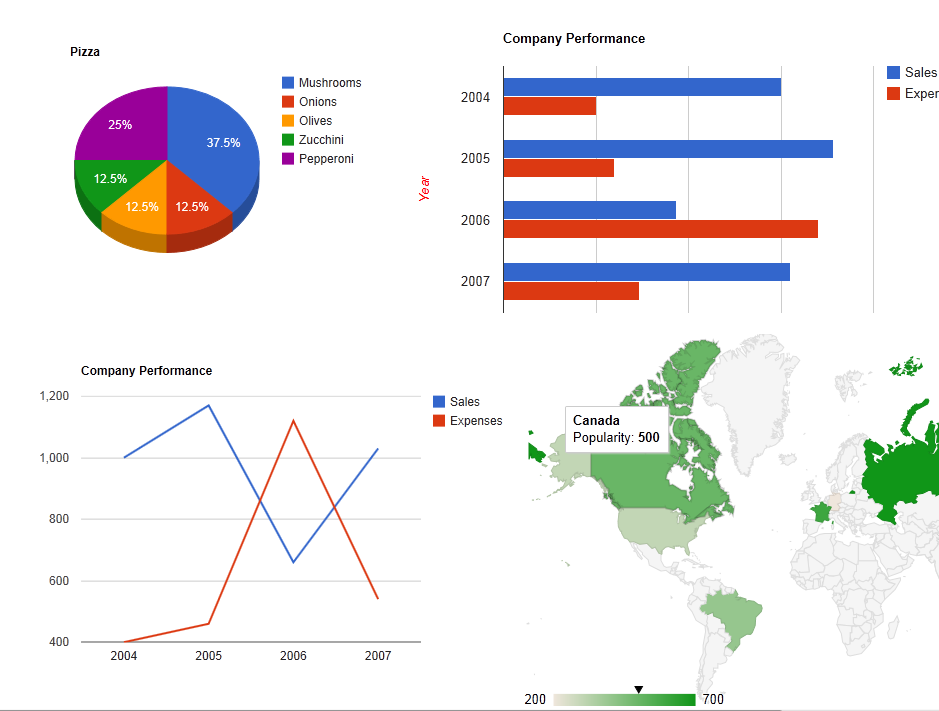 Pizza
Mushrooms
Onions
Olives
Zucchini
Pepperoni
25%
37.5%
12.5%
12.5%
12.5%
Company Performance
Sales
Exper
Year
2004
2005
2006
2007
Company Performance
1,200
1,000
800
600
400
2004 2005 2006 2007
Sales
Expenses
Canada
Popularity: 500
200 700